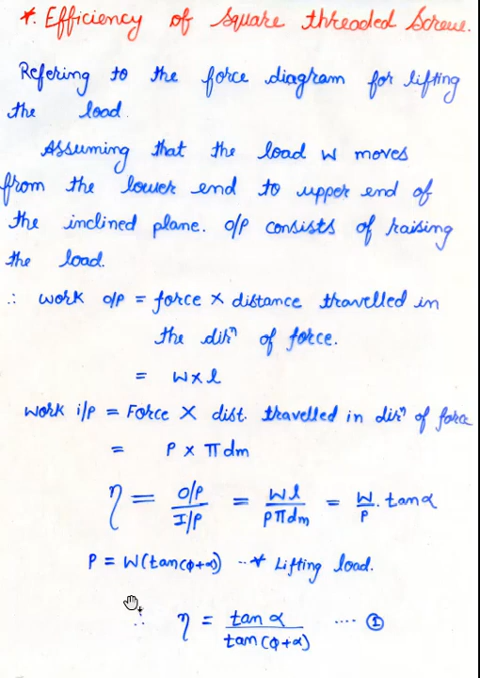 * Efficiency of square threaded Screw.
Refering to the force diagram for lifting
the load.
Assuming that the load W moves
from the lower end to upper end of
the inclined plane. O/P consists of raising
the load.
∴ work o/p = force × distance travelled in
the dirⁿ of force.
= W×l
work i/p = Force × dist. travelled in dirⁿ of force
= P × πdm
η = O/P / I/P = Wl / Pπdm = W/P . tanα
P = W(tan(φ+α)) ...* Lifting load.
∴ η = tan α / tan(φ+α) .... ①